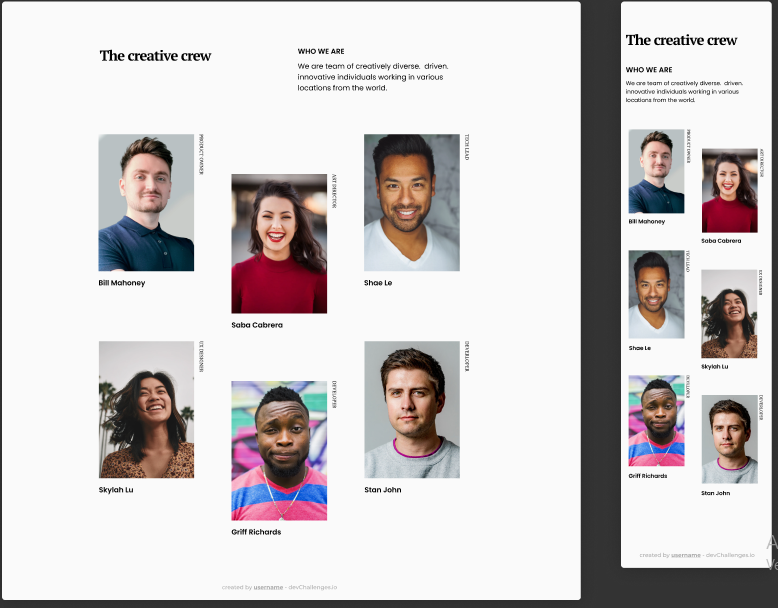 The creative crew
WHO WE ARE
We are team of creatively diverse. driven.
innovative individuals working in various
locations from the world.
PRODUCT OWNER
Bill Mahoney
ART DIRECTOR
Saba Cabrera
TECH LEAD
Shae Le
UX DESIGNER
Skylah Lu
DEVELOPER
Griff Richards
DEVELOPER
Stan John
created by username - devChallenges.io
The creative crew
WHO WE ARE
We are team of creatively diverse. driven.
innovative individuals working in various
locations from the world.
PRODUCT OWNER
Bill Mahoney
ART DIRECTOR
Saba Cabrera
TECH LEAD
Shae Le
Skylah Lu
DEVELOPER
Griff Richards
DEVELOPER
Stan John
created by username - devChallenges.io